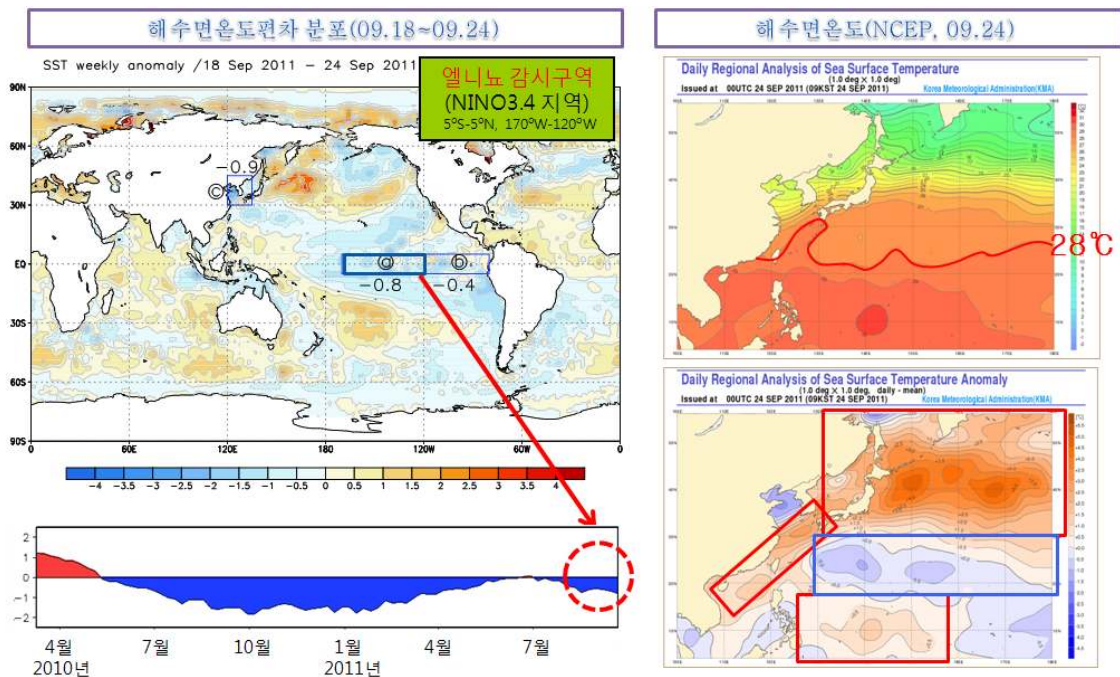 해수면온도편차 분포(09.18~09.24)
SST weekly anomaly /18 Sep 2011 – 24 Sep 2011
엘니뇨 감시구역
(NINO3.4 지역)
5ºS-5ºN, 170ºW-120ºW
90N
60N
30N
EQ
30S
60S
90S
0
60E
120E
180
120W
60W
0
−0.9
ⓒ
ⓐ
ⓑ
−0.8
−0.4
−4 −3.5 −3 −2.5 −2 −1.5 −1 −0.5 0 0.5 1 1.5 2 2.5 3 3.5 4
2
1
0
−1
−2
4월
2010년
7월
10월
1월
2011년
4월
7월
해수면온도(NCEP, 09.24)
Daily Regional Analysis of Sea Surface Temperature
(1.0 deg X 1.0 deg)
Issued at 00UTC 24 SEP 2011 (09KST 24 SEP 2011) Korea Meteorological Administration(KMA)
28℃
Daily Regional Analysis of Sea Surface Temperature Anomaly
(1.0 deg X 1.0 deg, daily - mean)
Issued at 00UTC 24 SEP 2011 (09KST 24 SEP 2011) Korea Meteorological Administration(KMA)